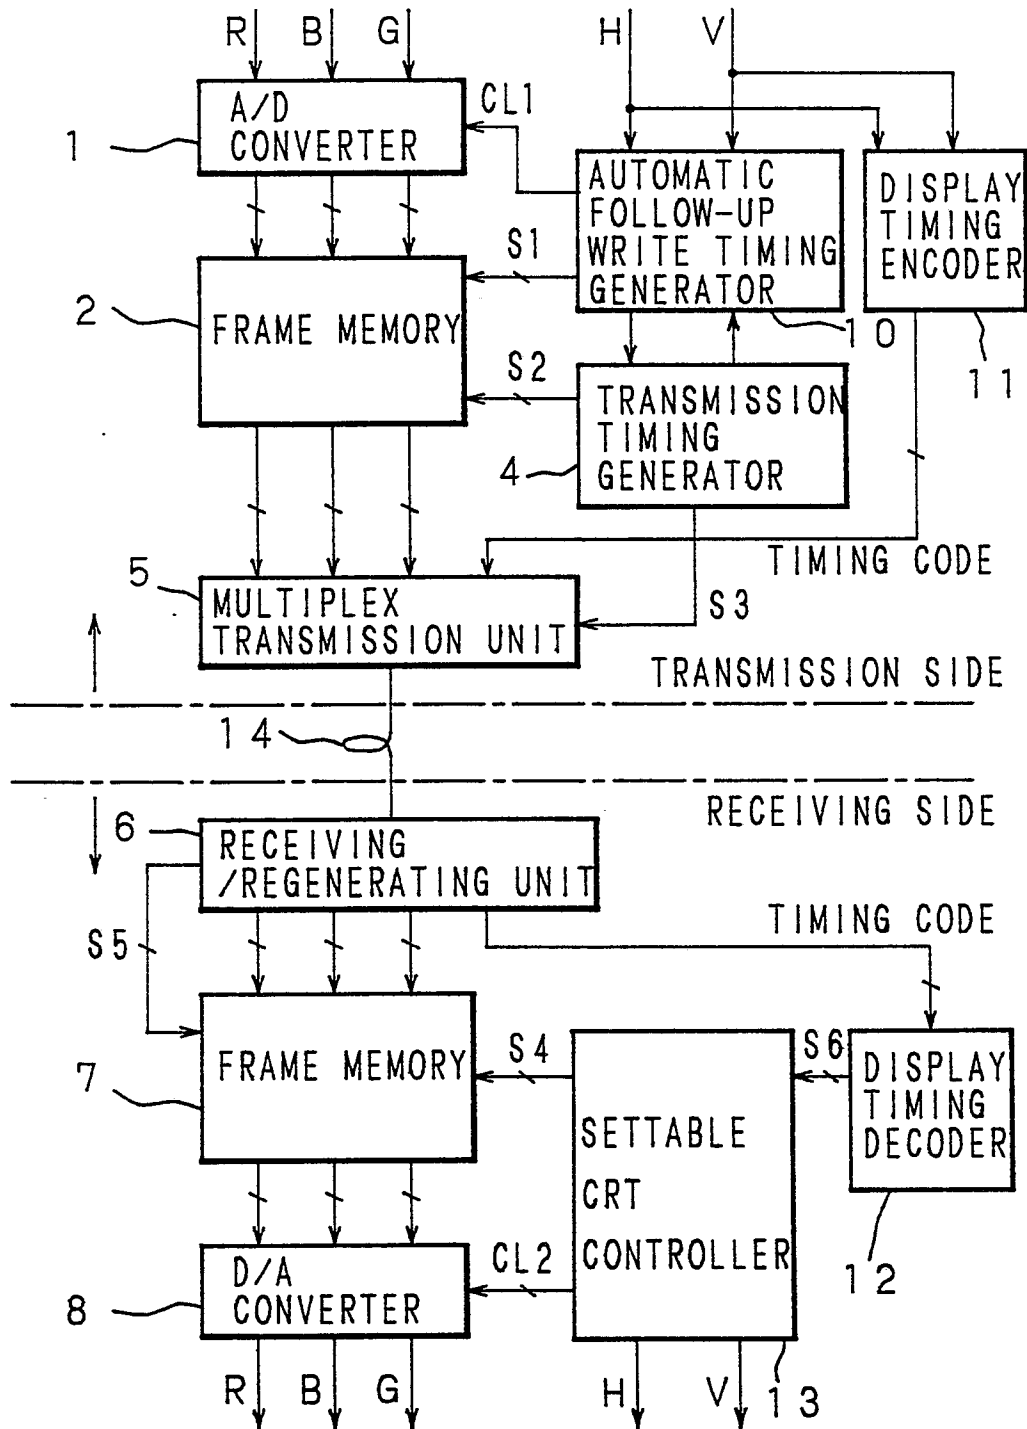 R B G H V
A/D
CONVERTER
1
CL1
AUTOMATIC
FOLLOW-UP
WRITE TIMING
GENERATOR
10
DISPLAY
TIMING
ENCODER
11
S1
2
FRAME MEMORY
S2
TRANSMISSION
TIMING
GENERATOR
4
TIMING CODE
5
MULTIPLEX
TRANSMISSION UNIT
S3
TRANSMISSION SIDE
14
RECEIVING SIDE
6
RECEIVING
/REGENERATING UNIT
TIMING CODE
S5
FRAME MEMORY
7
S4
SETTABLE
CRT
CONTROLLER
S6
DISPLAY
TIMING
DECODER
12
D/A
CONVERTER
8
CL2
13
R B G H V